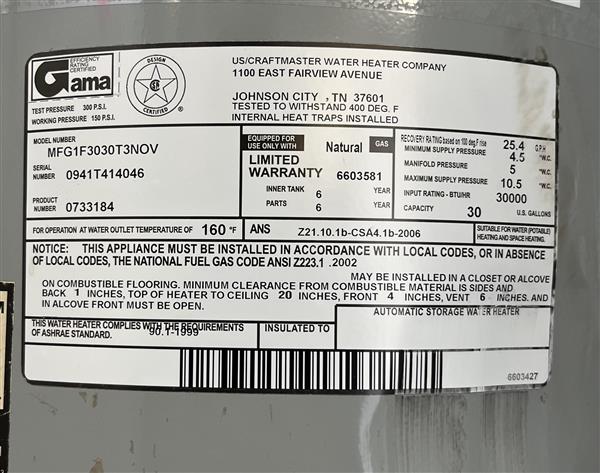 Gama
EFFICIENCY
RATING
CERTIFIED
DESIGN
CERTIFIED
US/CRAFTMASTER WATER HEATER COMPANY
1100 EAST FAIRVIEW AVENUE
JOHNSON CITY , TN 37601
TESTED TO WITHSTAND 400 DEG. F
INTERNAL HEAT TRAPS INSTALLED
TEST PRESSURE 300 P.S.I.
WORKING PRESSURE 150 P.S.I.
MODEL NUMBER
MFG1F3030T3NOV
SERIAL
NUMBER 0941T414046
PRODUCT
NUMBER 0733184
EQUIPPED FOR
USE ONLY WITH Natural GAS
LIMITED
WARRANTY 6603581
INNER TANK 6 YEAR
PARTS 6 YEAR
RECOVERY RATING based on 100 deg.F rise 25.4 G.P.H
MINIMUM SUPPLY PRESSURE 4.5 "W.C.
MANIFOLD PRESSURE 5 "W.C.
MAXIMUM SUPPLY PRESSURE 10.5 "W.C.
INPUT RATING - BTU/HR 30000
CAPACITY 30 U.S. GALLONS
FOR OPERATION AT WATER OUTLET TEMPERATURE OF 160 °F
ANS Z21.10.1b-CSA4.1b-2006
SUITABLE FOR WATER (POTABLE)
HEATING AND SPACE HEATING.
NOTICE: THIS APPLIANCE MUST BE INSTALLED IN ACCORDANCE WITH LOCAL CODES, OR IN ABSENCE
OF LOCAL CODES, THE NATIONAL FUEL GAS CODE ANSI Z223.1 .2002
MAY BE INSTALLED IN A CLOSET OR ALCOVE
ON COMBUSTIBLE FLOORING. MINIMUM CLEARANCE FROM COMBUSTIBLE MATERIAL IS SIDES AND
BACK 1 INCHES, TOP OF HEATER TO CEILING 20 INCHES, FRONT 4 INCHES, VENT 6 INCHES. AND
IN ALCOVE FRONT MUST BE OPEN.
THIS WATER HEATER COMPLIES WITH THE REQUIREMENTS
OF ASHRAE STANDARD. 90.1-1999
INSULATED TO
AUTOMATIC STORAGE WATER HEATER
6603427